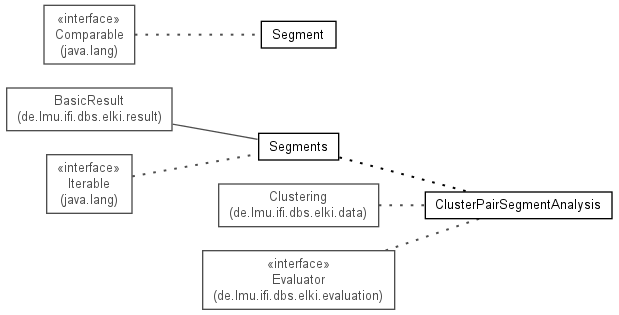 «interface»
Comparable
(java.lang)
Segment
BasicResult
(de.lmu.ifi.dbs.elki.result)
Segments
«interface»
Iterable
(java.lang)
Clustering
(de.lmu.ifi.dbs.elki.data)
ClusterPairSegmentAnalysis
«interface»
Evaluator
(de.lmu.ifi.dbs.elki.evaluation)